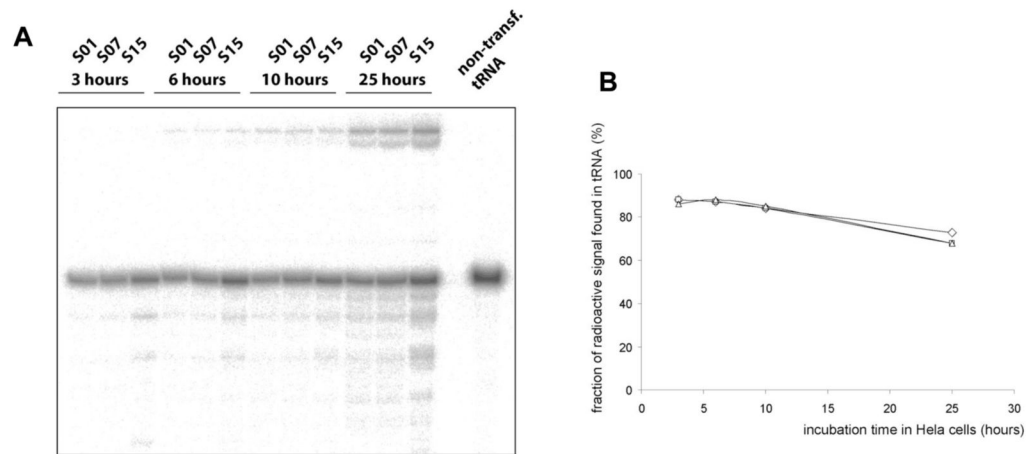 A
S01 S07 S15 S01 S07 S15 S01 S07 S15 S01 S07 S15 non-transf.
3 hours 6 hours 10 hours 25 hours tRNA
B
fraction of radioactive signal found in tRNA (%)
100
80
60
40
20
0
0 5 10 15 20 25 30
incubation time in Hela cells (hours)